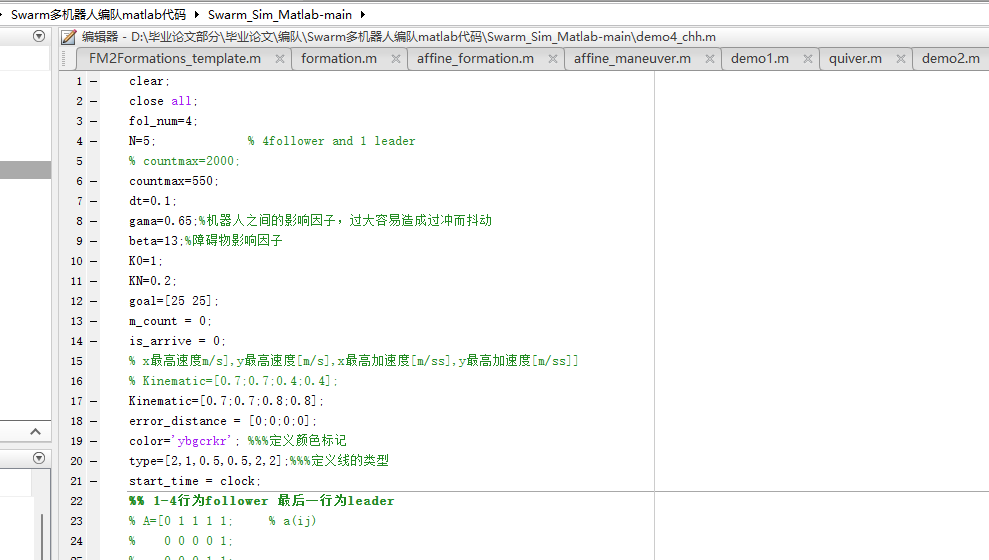 Swarm多机器人编队matlab代码 ▸ Swarm_Sim_Matlab-main ▸
编辑器 - D:\毕业论文部分\毕业论文\编队\Swarm多机器人编队matlab代码\Swarm_Sim_Matlab-main\demo4_chh.m
FM2Formations_template.m × formation.m × affine_formation.m × affine_maneuver.m × demo1.m × quiver.m × demo2.m
1 – clear;
2 – close all;
3 – fol_num=4;
4 – N=5; % 4follower and 1 leader
5 % countmax=2000;
6 – countmax=550;
7 – dt=0.1;
8 – gama=0.65;%机器人之间的影响因子，过大容易造成过冲而抖动
9 – beta=13;%障碍物影响因子
10 – K0=1;
11 – KN=0.2;
12 – goal=[25 25];
13 – m_count = 0;
14 – is_arrive = 0;
15 % x最高速度m/s],y最高速度[m/s],x最高加速度[m/ss],y最高加速度[m/ss]]
16 % Kinematic=[0.7;0.7;0.4;0.4];
17 – Kinematic=[0.7;0.7;0.8;0.8];
18 – error_distance = [0;0;0;0];
19 – color='ybgcrkr'; %%%定义颜色标记
20 – type=[2,1,0.5,0.5,2,2];%%%定义线的类型
21 – start_time = clock;
22 %% 1-4行为follower 最后一行为leader
23 % A=[0 1 1 1 1; % a(ij)
24 % 0 0 0 0 1;